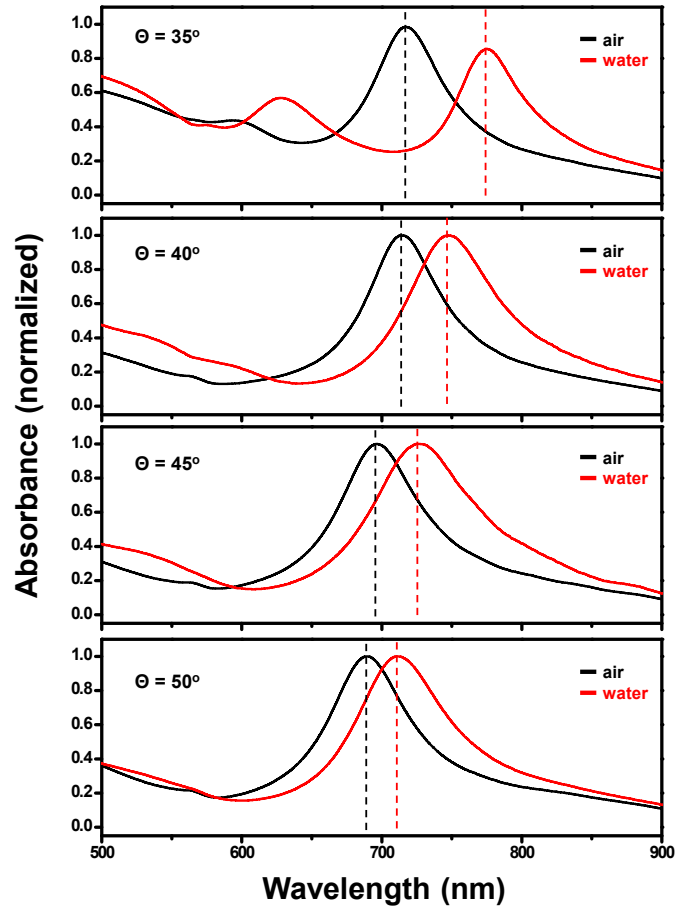 Absorbance (normalized)
Θ = 35°
air
water
1.0
0.8
0.6
0.4
0.2
0.0
Θ = 40°
air
water
1.0
0.8
0.6
0.4
0.2
0.0
Θ = 45°
air
water
1.0
0.8
0.6
0.4
0.2
0.0
Θ = 50°
air
water
1.0
0.8
0.6
0.4
0.2
0.0
500 600 700 800 900
Wavelength (nm)